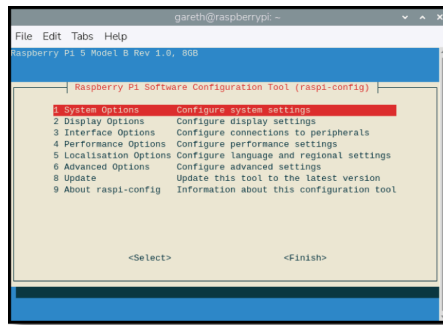 gareth@raspberrypi: ~
File Edit Tabs Help
Raspberry Pi 5 Model B Rev 1.0, 8GB
Raspberry Pi Software Configuration Tool (raspi-config)
1 System Options Configure system settings
2 Display Options Configure display settings
3 Interface Options Configure connections to peripherals
4 Performance Options Configure performance settings
5 Localisation Options Configure language and regional settings
6 Advanced Options Configure advanced settings
8 Update Update this tool to the latest version
9 About raspi-config Information about this configuration tool
<Select> <Finish>